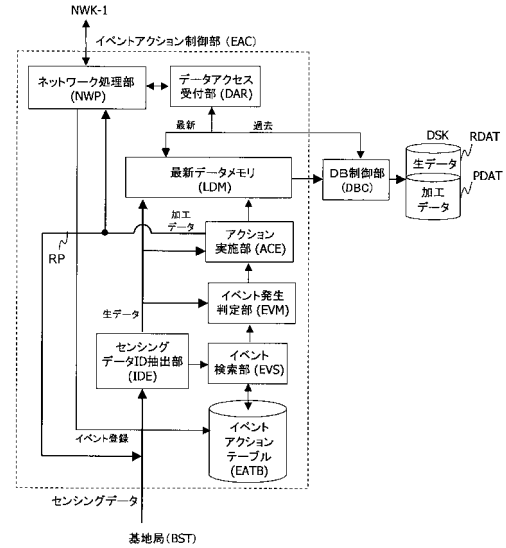 NWK-1
イベントアクション制御部 (EAC)
ネットワーク処理部
(NWP)
データアクセス
受付部 (DAR)
最新
過去
DSK
RDAT
生データ
PDAT
加工
データ
最新データメモリ
(LDM)
DB制御部
(DBC)
加工
データ
アクション
実施部 (ACE)
RP
生データ
イベント発生
判定部 (EVM)
センシング
データID抽出部
(IDE)
イベント
検索部 (EVS)
イベント登録
イベント
アクション
テーブル
(EATB)
センシングデータ
基地局(BST)